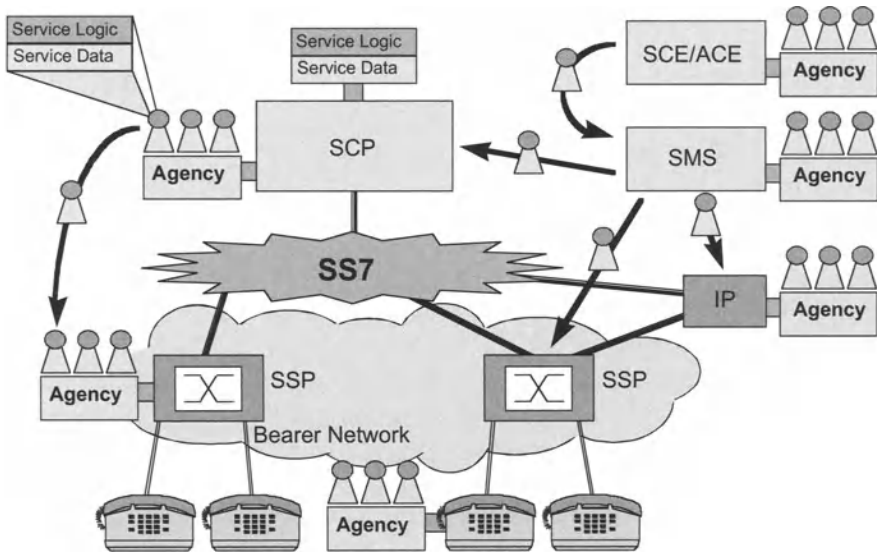 Service Logic
Service Data
Service Logic
Service Data
SCE/ACE
Agency
SCP
Agency
SMS
Agency
SS7
IP
Agency
SSP
Agency
SSP
Bearer Network
Agency